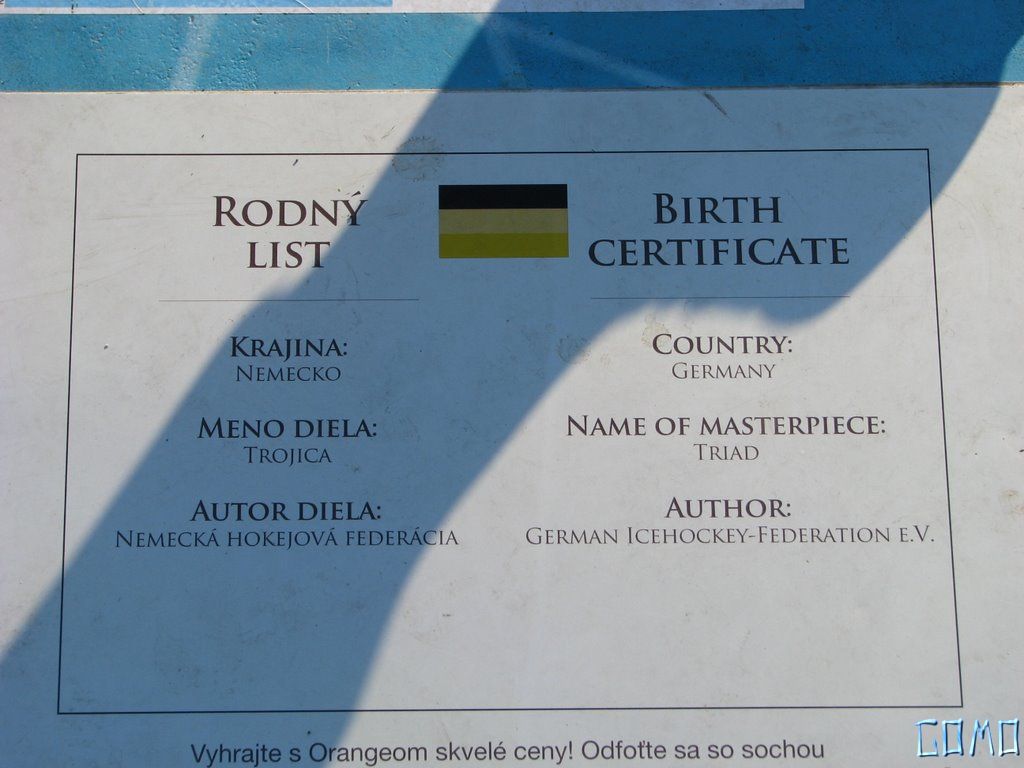 RODNÝ
LIST
KRAJINA:
NEMECKO
MENO DIELA:
TROJICA
AUTOR DIELA:
NEMECKÁ HOKEJOVÁ FEDERÁCIA
BIRTH
CERTIFICATE
COUNTRY:
GERMANY
NAME OF MASTERPIECE:
TRIAD
AUTHOR:
GERMAN ICEHOCKEY-FEDERATION E.V.
Vyhrajte s Orangeom skvelé ceny! Odfoťte sa so sochou
COMO